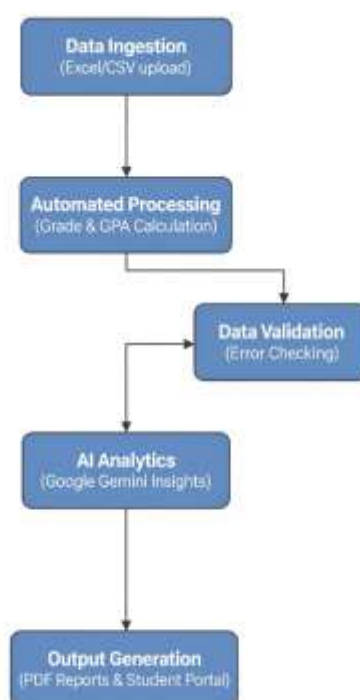 Data Ingestion
(Excel/CSV upload)
Automated Processing
(Grade & GPA Calculation)
Data Validation
(Error Checking)
AI Analytics
(Google Gemini Insights)
Output Generation
(PDF Reports & Student Portal)